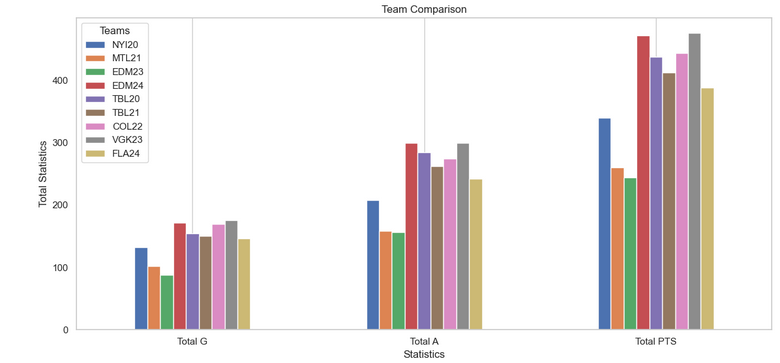 Team Comparison
Teams
NYI20
MTL21
EDM23
EDM24
TBL20
TBL21
COL22
VGK23
FLA24
Total Statistics
400
300
200
100
0
Total G
Total A
Total PTS
Statistics